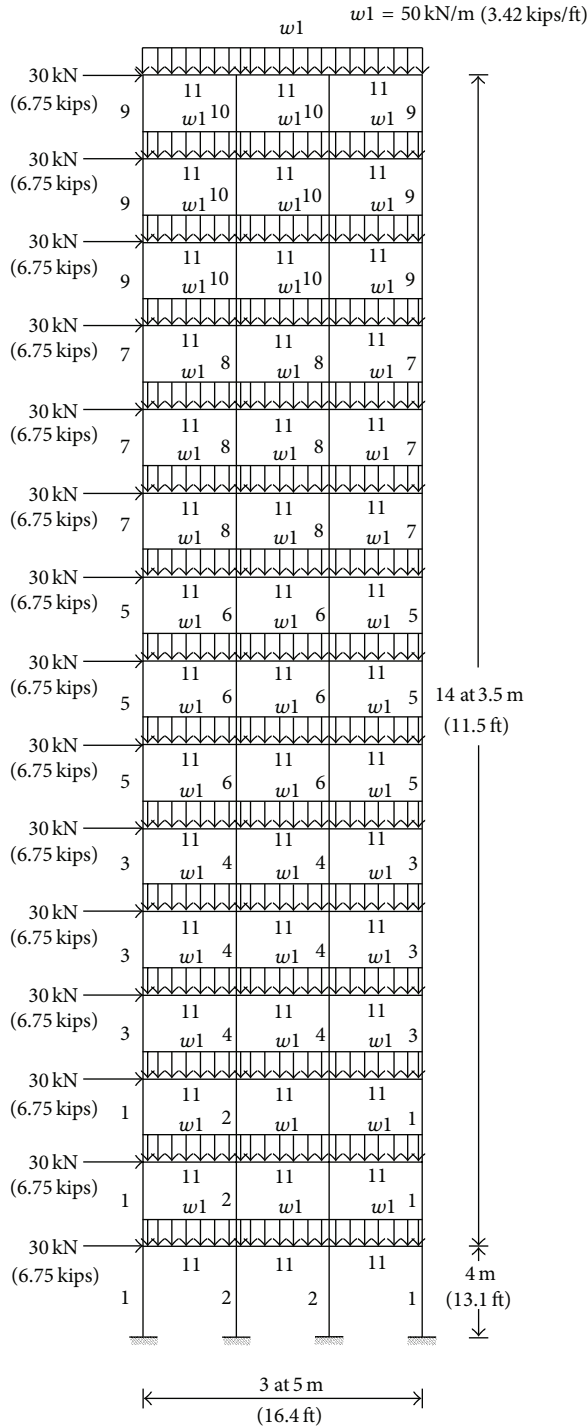 w1 = 50 kN/m (3.42 kips/ft)
w1
30 kN
(6.75 kips)
11 11 11
9 w1 10 w1 10 w1 9
30 kN
(6.75 kips)
11 11 11
9 w1 10 w1 10 w1 9
30 kN
(6.75 kips)
11 11 11
9 w1 10 w1 10 w1 9
30 kN
(6.75 kips)
11 11 11
7 w1 8 w1 8 w1 7
30 kN
(6.75 kips)
11 11 11
7 w1 8 w1 8 w1 7
30 kN
(6.75 kips)
11 11 11
7 w1 8 w1 8 w1 7
30 kN
(6.75 kips)
11 11 11
5 w1 6 w1 6 w1 5
30 kN
(6.75 kips)
11 11 11
5 w1 6 w1 6 w1 5
14 at 3.5 m
(11.5 ft)
30 kN
(6.75 kips)
11 11 11
5 w1 6 w1 6 w1 5
30 kN
(6.75 kips)
11 11 11
3 w1 4 w1 4 w1 3
30 kN
(6.75 kips)
11 11 11
3 w1 4 w1 4 w1 3
30 kN
(6.75 kips)
11 11 11
3 w1 4 w1 4 w1 3
30 kN
(6.75 kips)
11 11 11
1 w1 2 w1 w1 1
30 kN
(6.75 kips)
11 11 11
1 w1 2 w1 w1 1
30 kN
(6.75 kips)
11 11 11
4 m
(13.1 ft)
1 2 2 1
3 at 5 m
(16.4 ft)